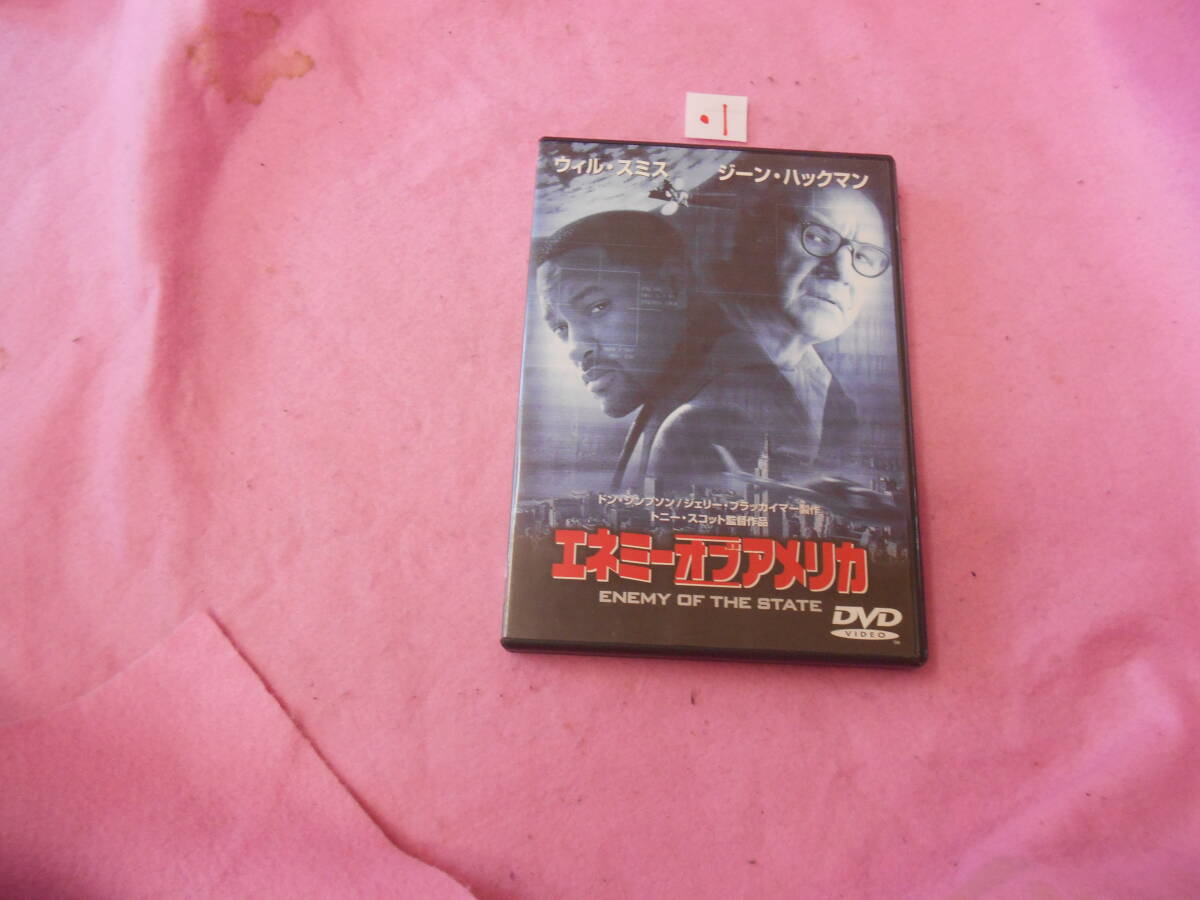 ウィル・スミス ジーン・ハックマン
ドン・シンプソン/ジェリー・ブラッカイマー製作
トニー・スコット監督作品
エネミー・オブ・アメリカ
ENEMY OF THE STATE
DVD
VIDEO